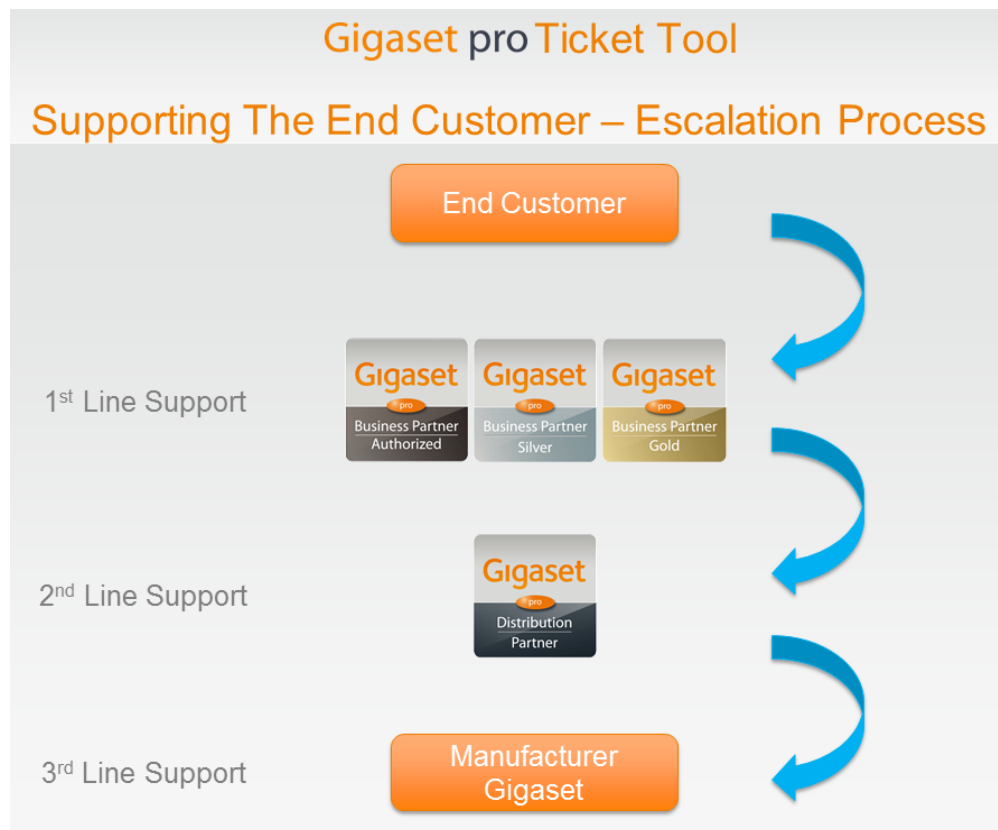 Gigaset pro Ticket Tool
Supporting The End Customer – Escalation Process
End Customer
1st Line Support
Gigaset
pro
Business Partner
Authorized
Gigaset
pro
Business Partner
Silver
Gigaset
pro
Business Partner
Gold
2nd Line Support
Gigaset
pro
Distribution
Partner
3rd Line Support
Manufacturer
Gigaset